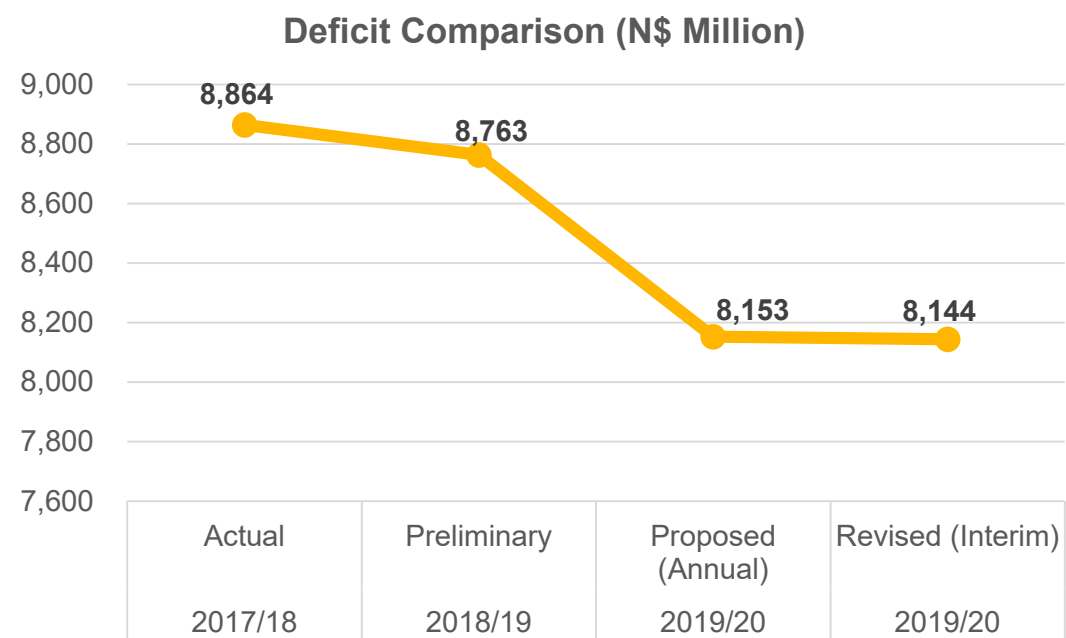 Deficit Comparison (N$ Million)
9,000
8,800
8,600
8,400
8,200
8,000
7,800
7,600
8,864
8,763
8,153
8,144
Actual
Preliminary
Proposed
(Annual)
Revised (Interim)
2017/18
2018/19
2019/20
2019/20